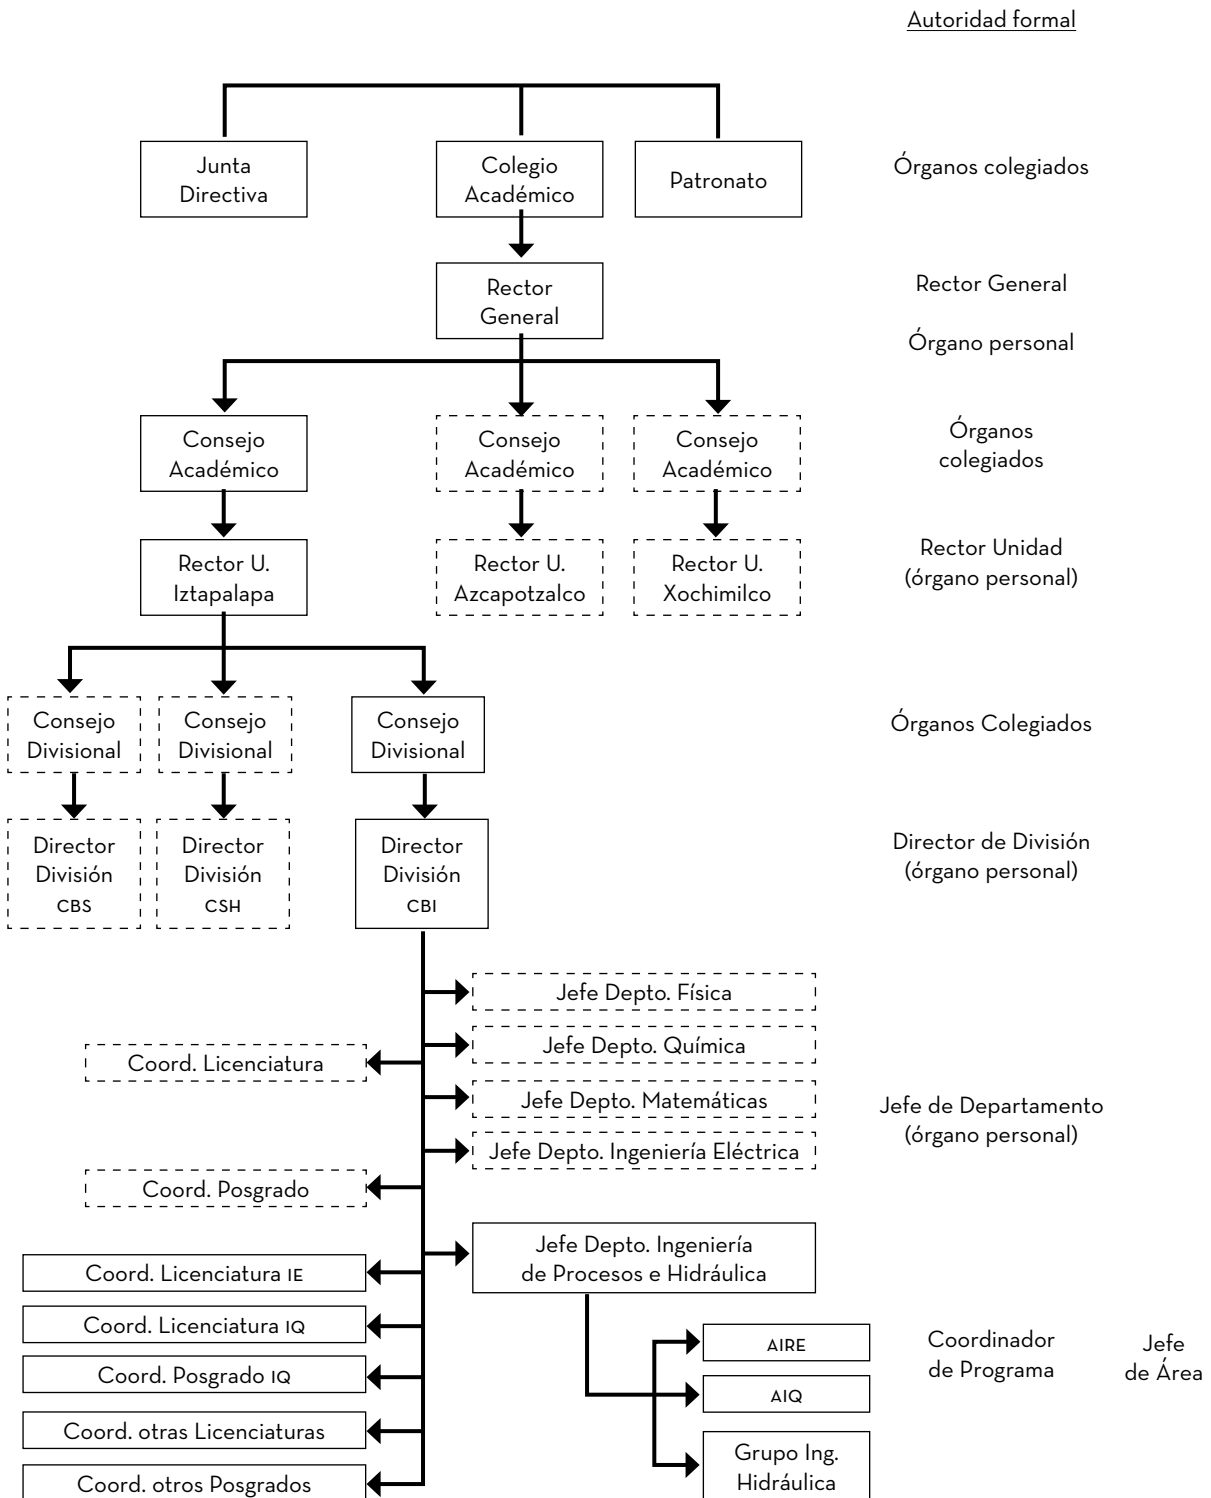 Autoridad formal
Junta
Directiva
Colegio
Académico
Patronato
Órganos colegiados
Rector
General
Rector General
Órgano personal
Consejo
Académico
Consejo
Académico
Consejo
Académico
Órganos
colegiados
Rector U.
Iztapalapa
Rector U.
Azcapotzalco
Rector U.
Xochimilco
Rector Unidad
(órgano personal)
Consejo
Divisional
Consejo
Divisional
Consejo
Divisional
Órganos Colegiados
Director
División
CBS
Director
División
CSH
Director
División
CBI
Director de División
(órgano personal)
Jefe Depto. Física
Jefe Depto. Química
Coord. Licenciatura
Jefe Depto. Matemáticas
Jefe de Departamento
(órgano personal)
Jefe Depto. Ingeniería Eléctrica
Coord. Posgrado
Jefe Depto. Ingeniería
de Procesos e Hidráulica
Coord. Licenciatura IE
Coord. Licenciatura IQ
AIRE
Coordinador
de Programa
Jefe
de Área
Coord. Posgrado IQ
AIQ
Coord. otras Licenciaturas
Grupo Ing.
Hidráulica
Coord. otros Posgrados